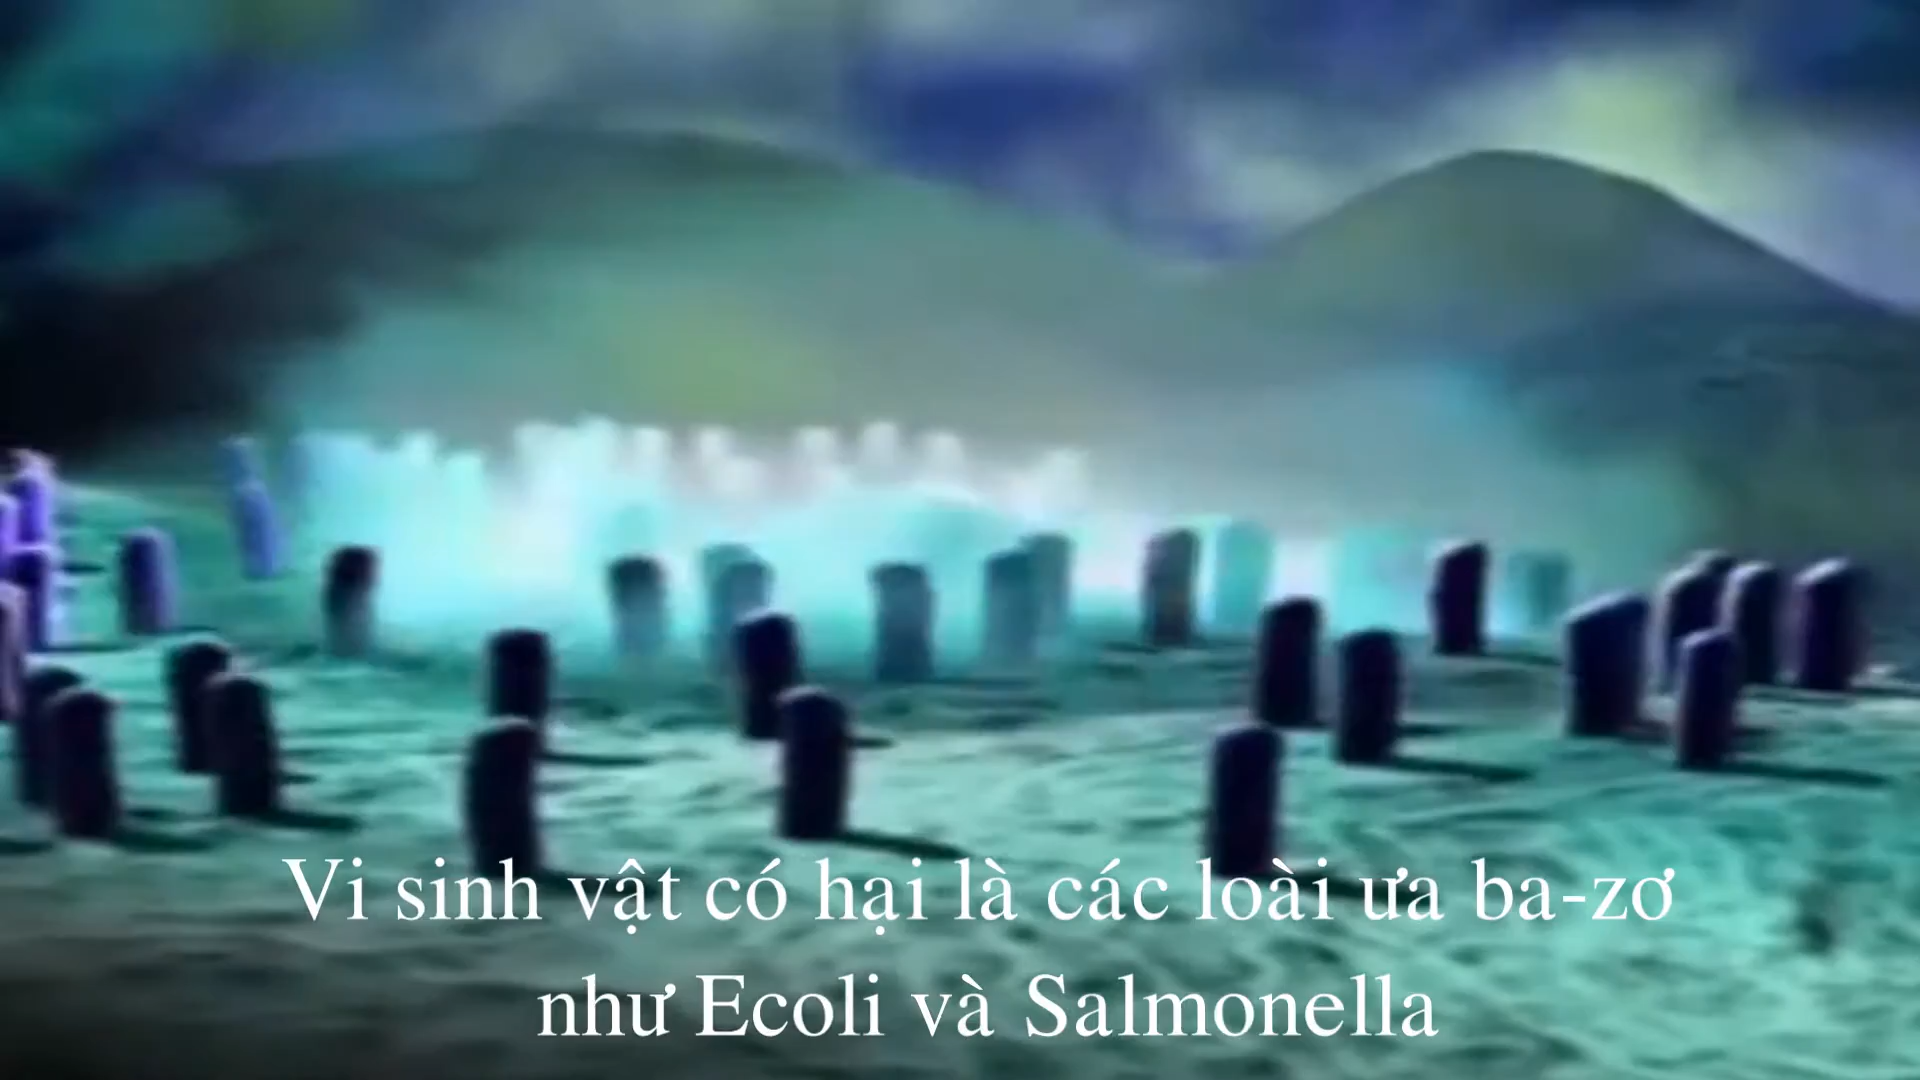 Vi sinh vật có hại là các loài ưa ba-zơ
như Ecoli và Salmonella